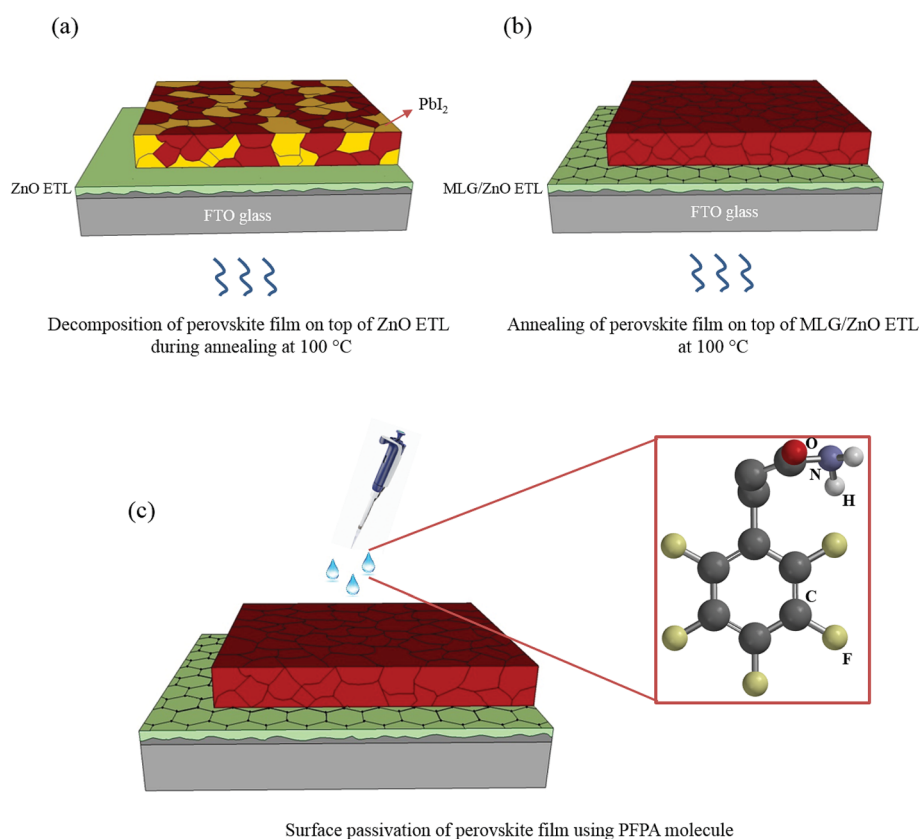 (a)
(b)
PbI₂
ZnO ETL
MLG/ZnO ETL
FTO glass
FTO glass
Decomposition of perovskite film on top of ZnO ETL
during annealing at 100 °C
Annealing of perovskite film on top of MLG/ZnO ETL
at 100 °C
(c)
O
N
H
C
F
Surface passivation of perovskite film using PFPA molecule